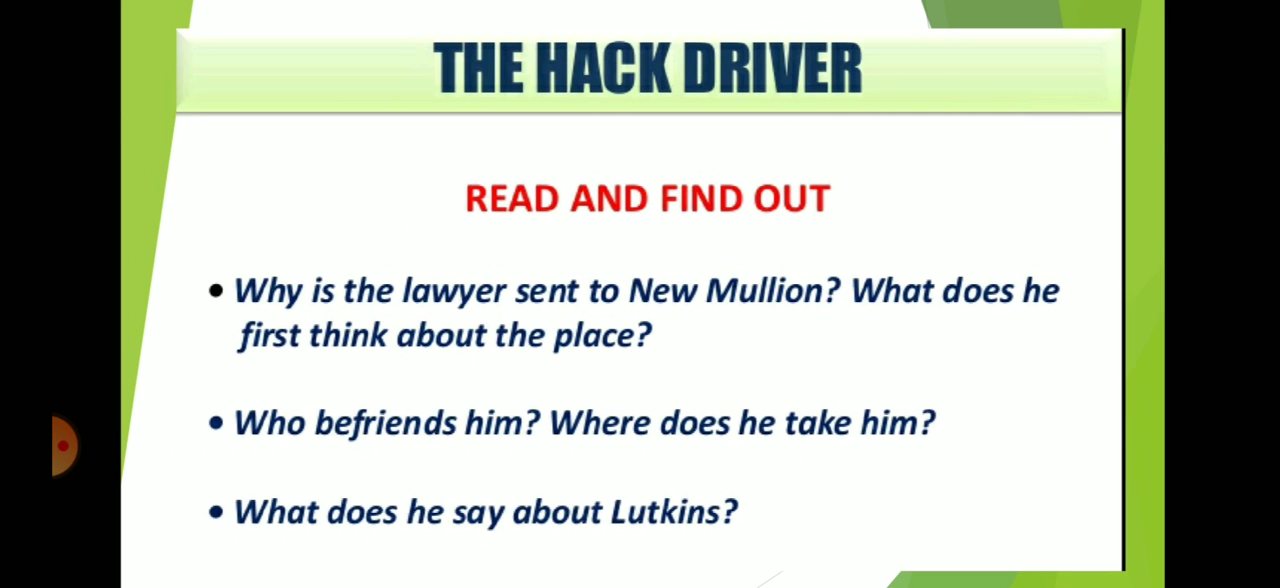 THE HACK DRIVER
READ AND FIND OUT
• Why is the lawyer sent to New Mullion? What does he
first think about the place?
• Who befriends him? Where does he take him?
• What does he say about Lutkins?